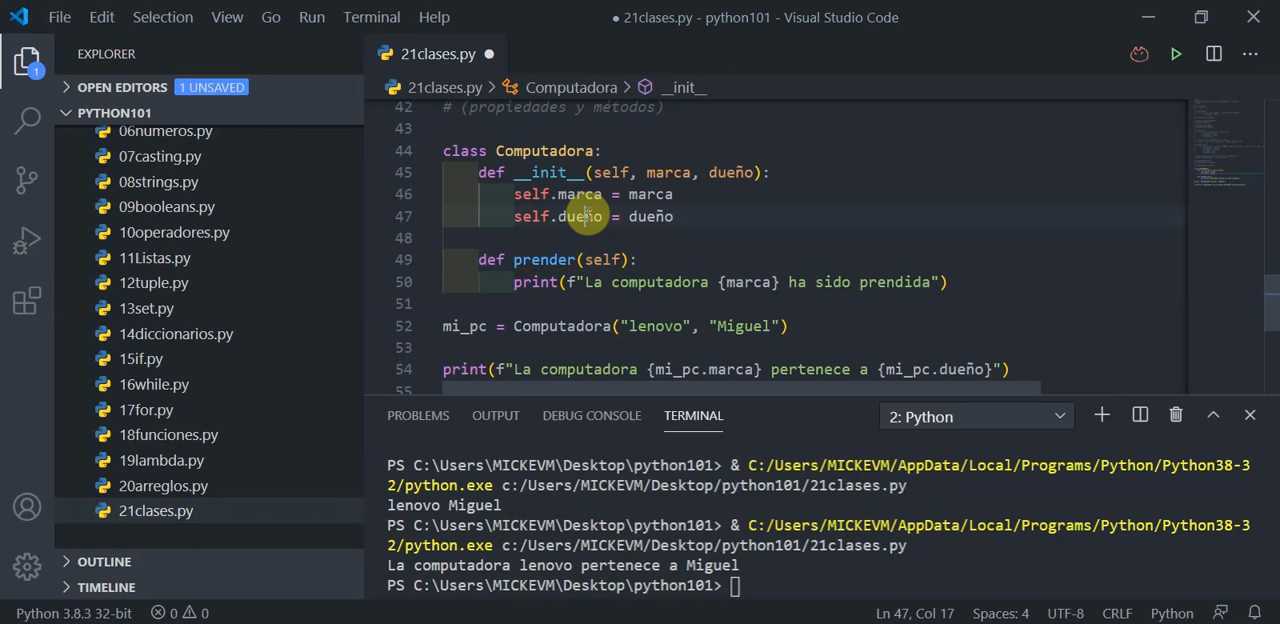 File Edit Selection View Go Run Terminal Help
● 21clases.py - python101 - Visual Studio Code
1
EXPLORER
OPEN EDITORS 1 UNSAVED
PYTHON101
06numeros.py
07casting.py
08strings.py
09booleans.py
10operadores.py
11Listas.py
12tuple.py
13set.py
14diccionarios.py
15if.py
16while.py
17for.py
18funciones.py
19lambda.py
20arreglos.py
21clases.py
OUTLINE
TIMELINE
21clases.py ●
21clases.py > Computadora > __init__
42 # (propiedades y métodos)
43
44 class Computadora:
45 def __init__(self, marca, dueño):
46 self.marca = marca
47 self.dueño = dueño
48
49 def prender(self):
50 print(f"La computadora {marca} ha sido prendida")
51
52 mi_pc = Computadora("lenovo", "Miguel")
53
54 print(f"La computadora {mi_pc.marca} pertenece a {mi_pc.dueño}")
55
PROBLEMS OUTPUT DEBUG CONSOLE TERMINAL 2: Python
PS C:\Users\MICKEVM\Desktop\python101> & C:/Users/MICKEVM/AppData/Local/Programs/Python/Python38-3
2/python.exe c:/Users/MICKEVM/Desktop/python101/21clases.py
lenovo Miguel
PS C:\Users\MICKEVM\Desktop\python101> & C:/Users/MICKEVM/AppData/Local/Programs/Python/Python38-3
2/python.exe c:/Users/MICKEVM/Desktop/python101/21clases.py
La computadora lenovo pertenece a Miguel
PS C:\Users\MICKEVM\Desktop\python101>
Python 3.8.3 32-bit 0 0 Ln 47, Col 17 Spaces: 4 UTF-8 CRLF Python